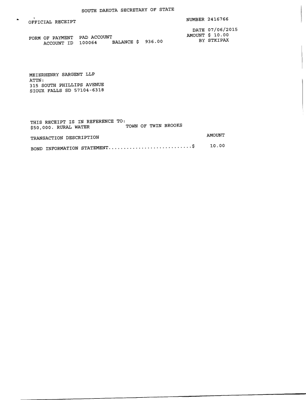 SOUTH DAKOTA SECRETARY OF STATE
OFFICIAL RECEIPT NUMBER 2416766
DATE 07/06/2015
FORM OF PAYMENT PAD ACCOUNT AMOUNT $ 10.00
ACCOUNT ID 100064 BALANCE $ 936.00 BY STKIPAX
MEIERHENRY SARGENT LLP
ATTN:
315 SOUTH PHILLIPS AVENUE
SIOUX FALLS SD 57104-6318
THIS RECEIPT IS IN REFERENCE TO:
$50,000. RURAL WATER TOWN OF TWIN BROOKS
TRANSACTION DESCRIPTION AMOUNT
BOND INFORMATION STATEMENT............................$ 10.00